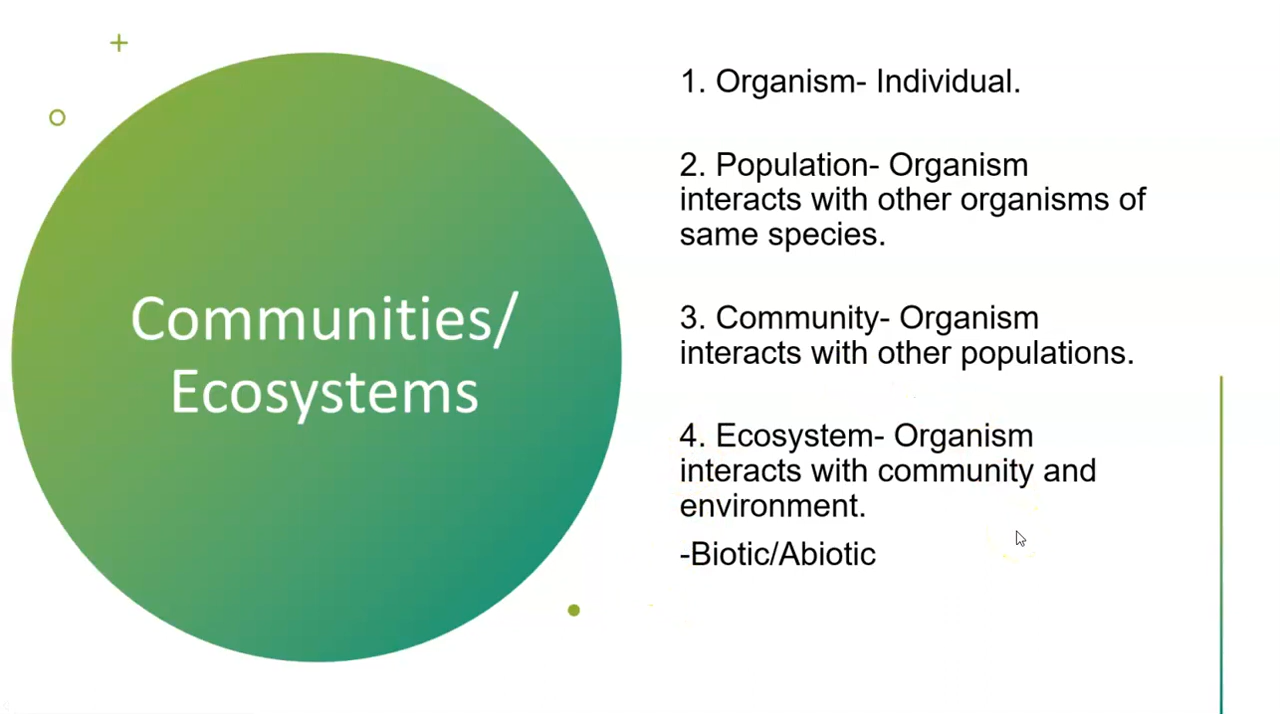 Communities/
Ecosystems
1. Organism- Individual.
2. Population- Organism
interacts with other organisms of
same species.
3. Community- Organism
interacts with other populations.
4. Ecosystem- Organism
interacts with community and
environment.
-Biotic/Abiotic